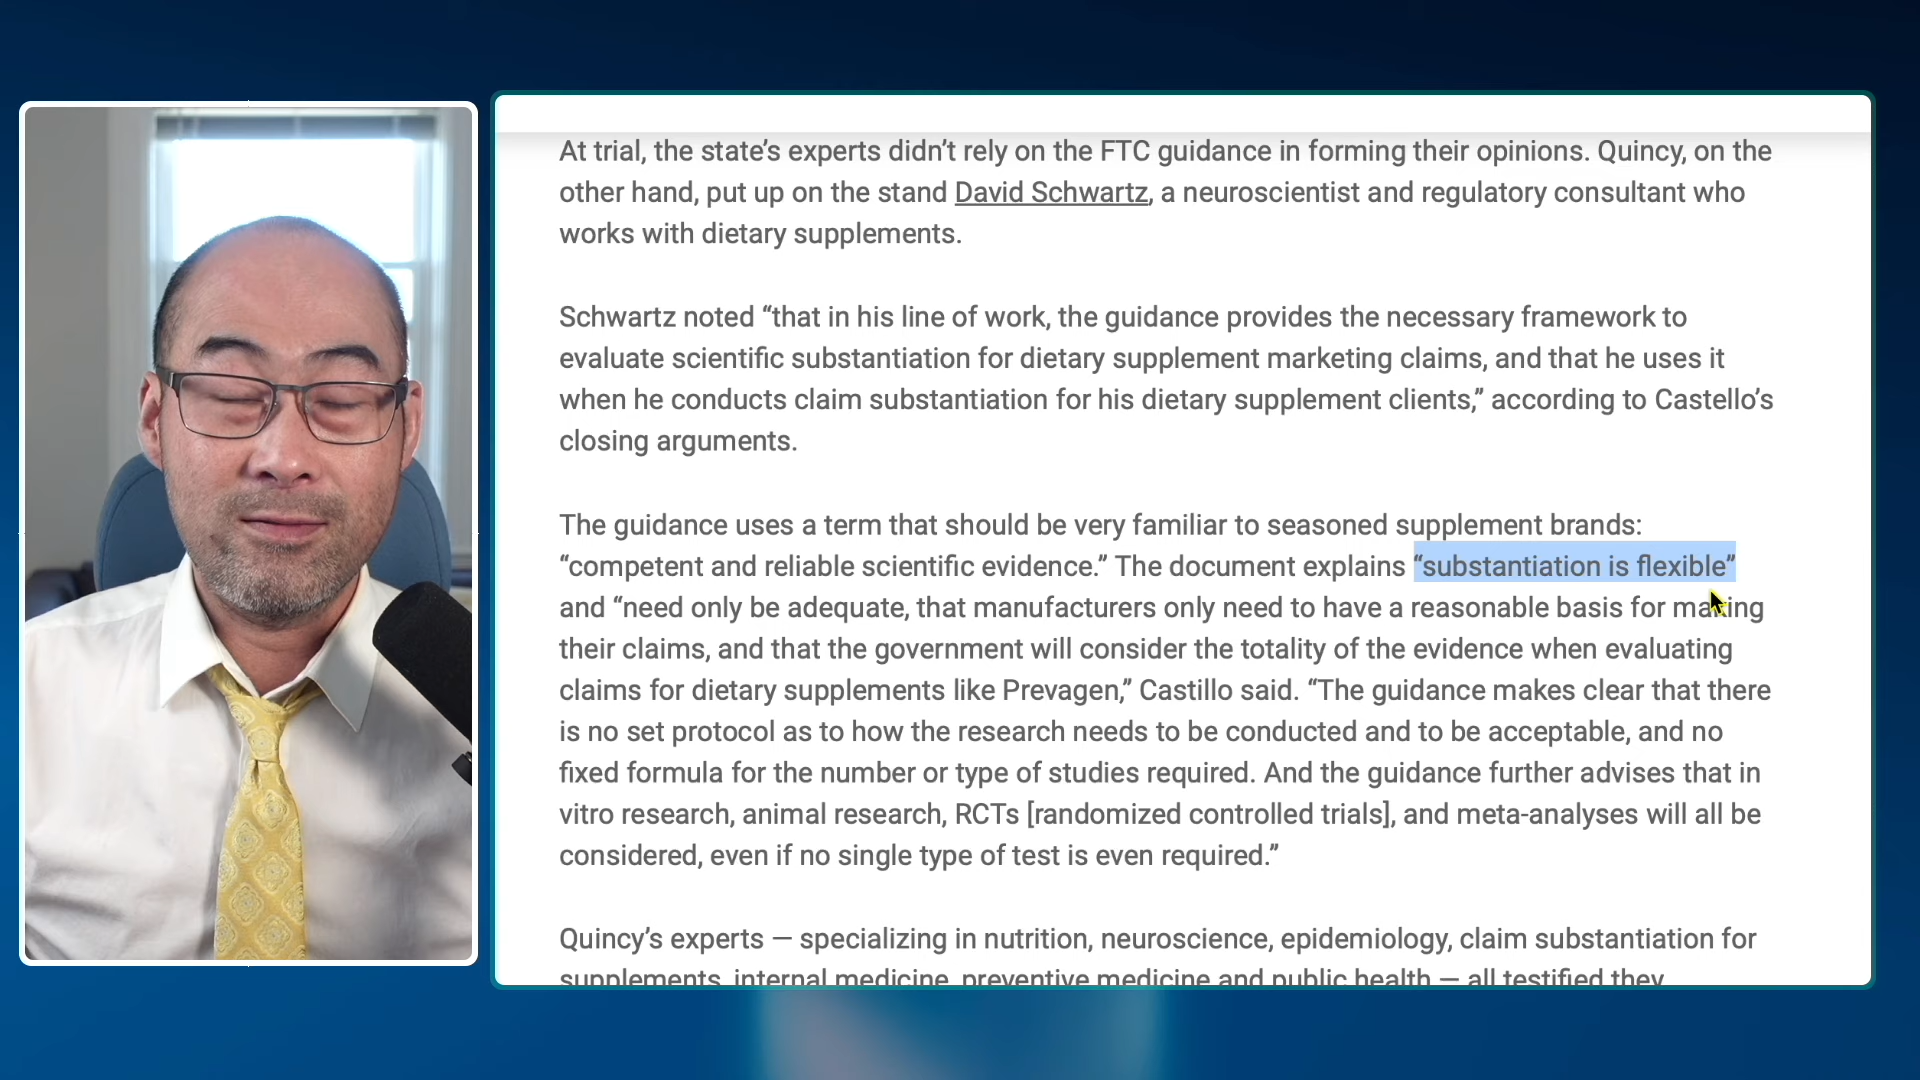 At trial, the state’s experts didn’t rely on the FTC guidance in forming their opinions. Quincy, on the
other hand, put up on the stand David Schwartz, a neuroscientist and regulatory consultant who
works with dietary supplements.
Schwartz noted “that in his line of work, the guidance provides the necessary framework to
evaluate scientific substantiation for dietary supplement marketing claims, and that he uses it
when he conducts claim substantiation for his dietary supplement clients,” according to Castello’s
closing arguments.
The guidance uses a term that should be very familiar to seasoned supplement brands:
“competent and reliable scientific evidence.” The document explains “substantiation is flexible”
and “need only be adequate, that manufacturers only need to have a reasonable basis for making
their claims, and that the government will consider the totality of the evidence when evaluating
claims for dietary supplements like Prevagen,” Castillo said. “The guidance makes clear that there
is no set protocol as to how the research needs to be conducted and to be acceptable, and no
fixed formula for the number or type of studies required. And the guidance further advises that in
vitro research, animal research, RCTs [randomized controlled trials], and meta-analyses will all be
considered, even if no single type of test is even required.”
Quincy’s experts — specializing in nutrition, neuroscience, epidemiology, claim substantiation for
supplements, internal medicine, preventive medicine and public health — all testified they